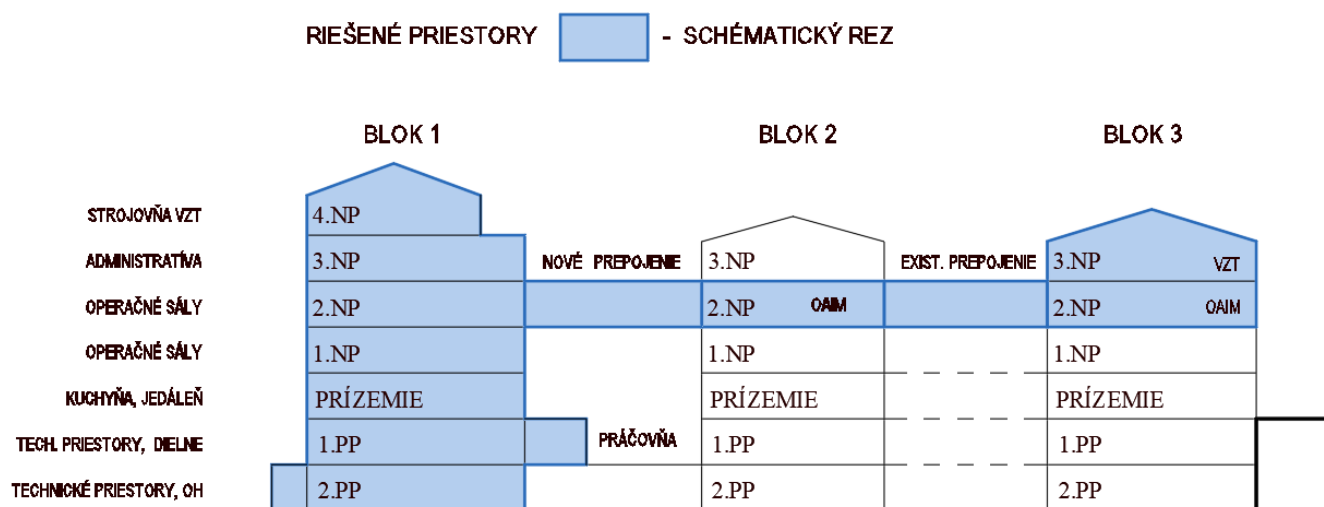 RIEŠENÉ PRIESTORY - SCHÉMATICKÝ REZ
BLOK 1 BLOK 2 BLOK 3
STROJOVŇA VZT 4.NP
ADMINISTRATÍVA 3.NP NOVÉ PREPOJENIE 3.NP EXIST. PREPOJENIE 3.NP VZT
OPERAČNÉ SÁLY 2.NP 2.NP OAIM 2.NP OAIM
OPERAČNÉ SÁLY 1.NP 1.NP 1.NP
KUCHYŇA, JEDÁLEŇ PRÍZEMIE PRÍZEMIE PRÍZEMIE
TECH. PRIESTORY, DIELNE 1.PP PRÁČOVŇA 1.PP 1.PP
TECHNICKÉ PRIESTORY, OH 2.PP 2.PP 2.PP